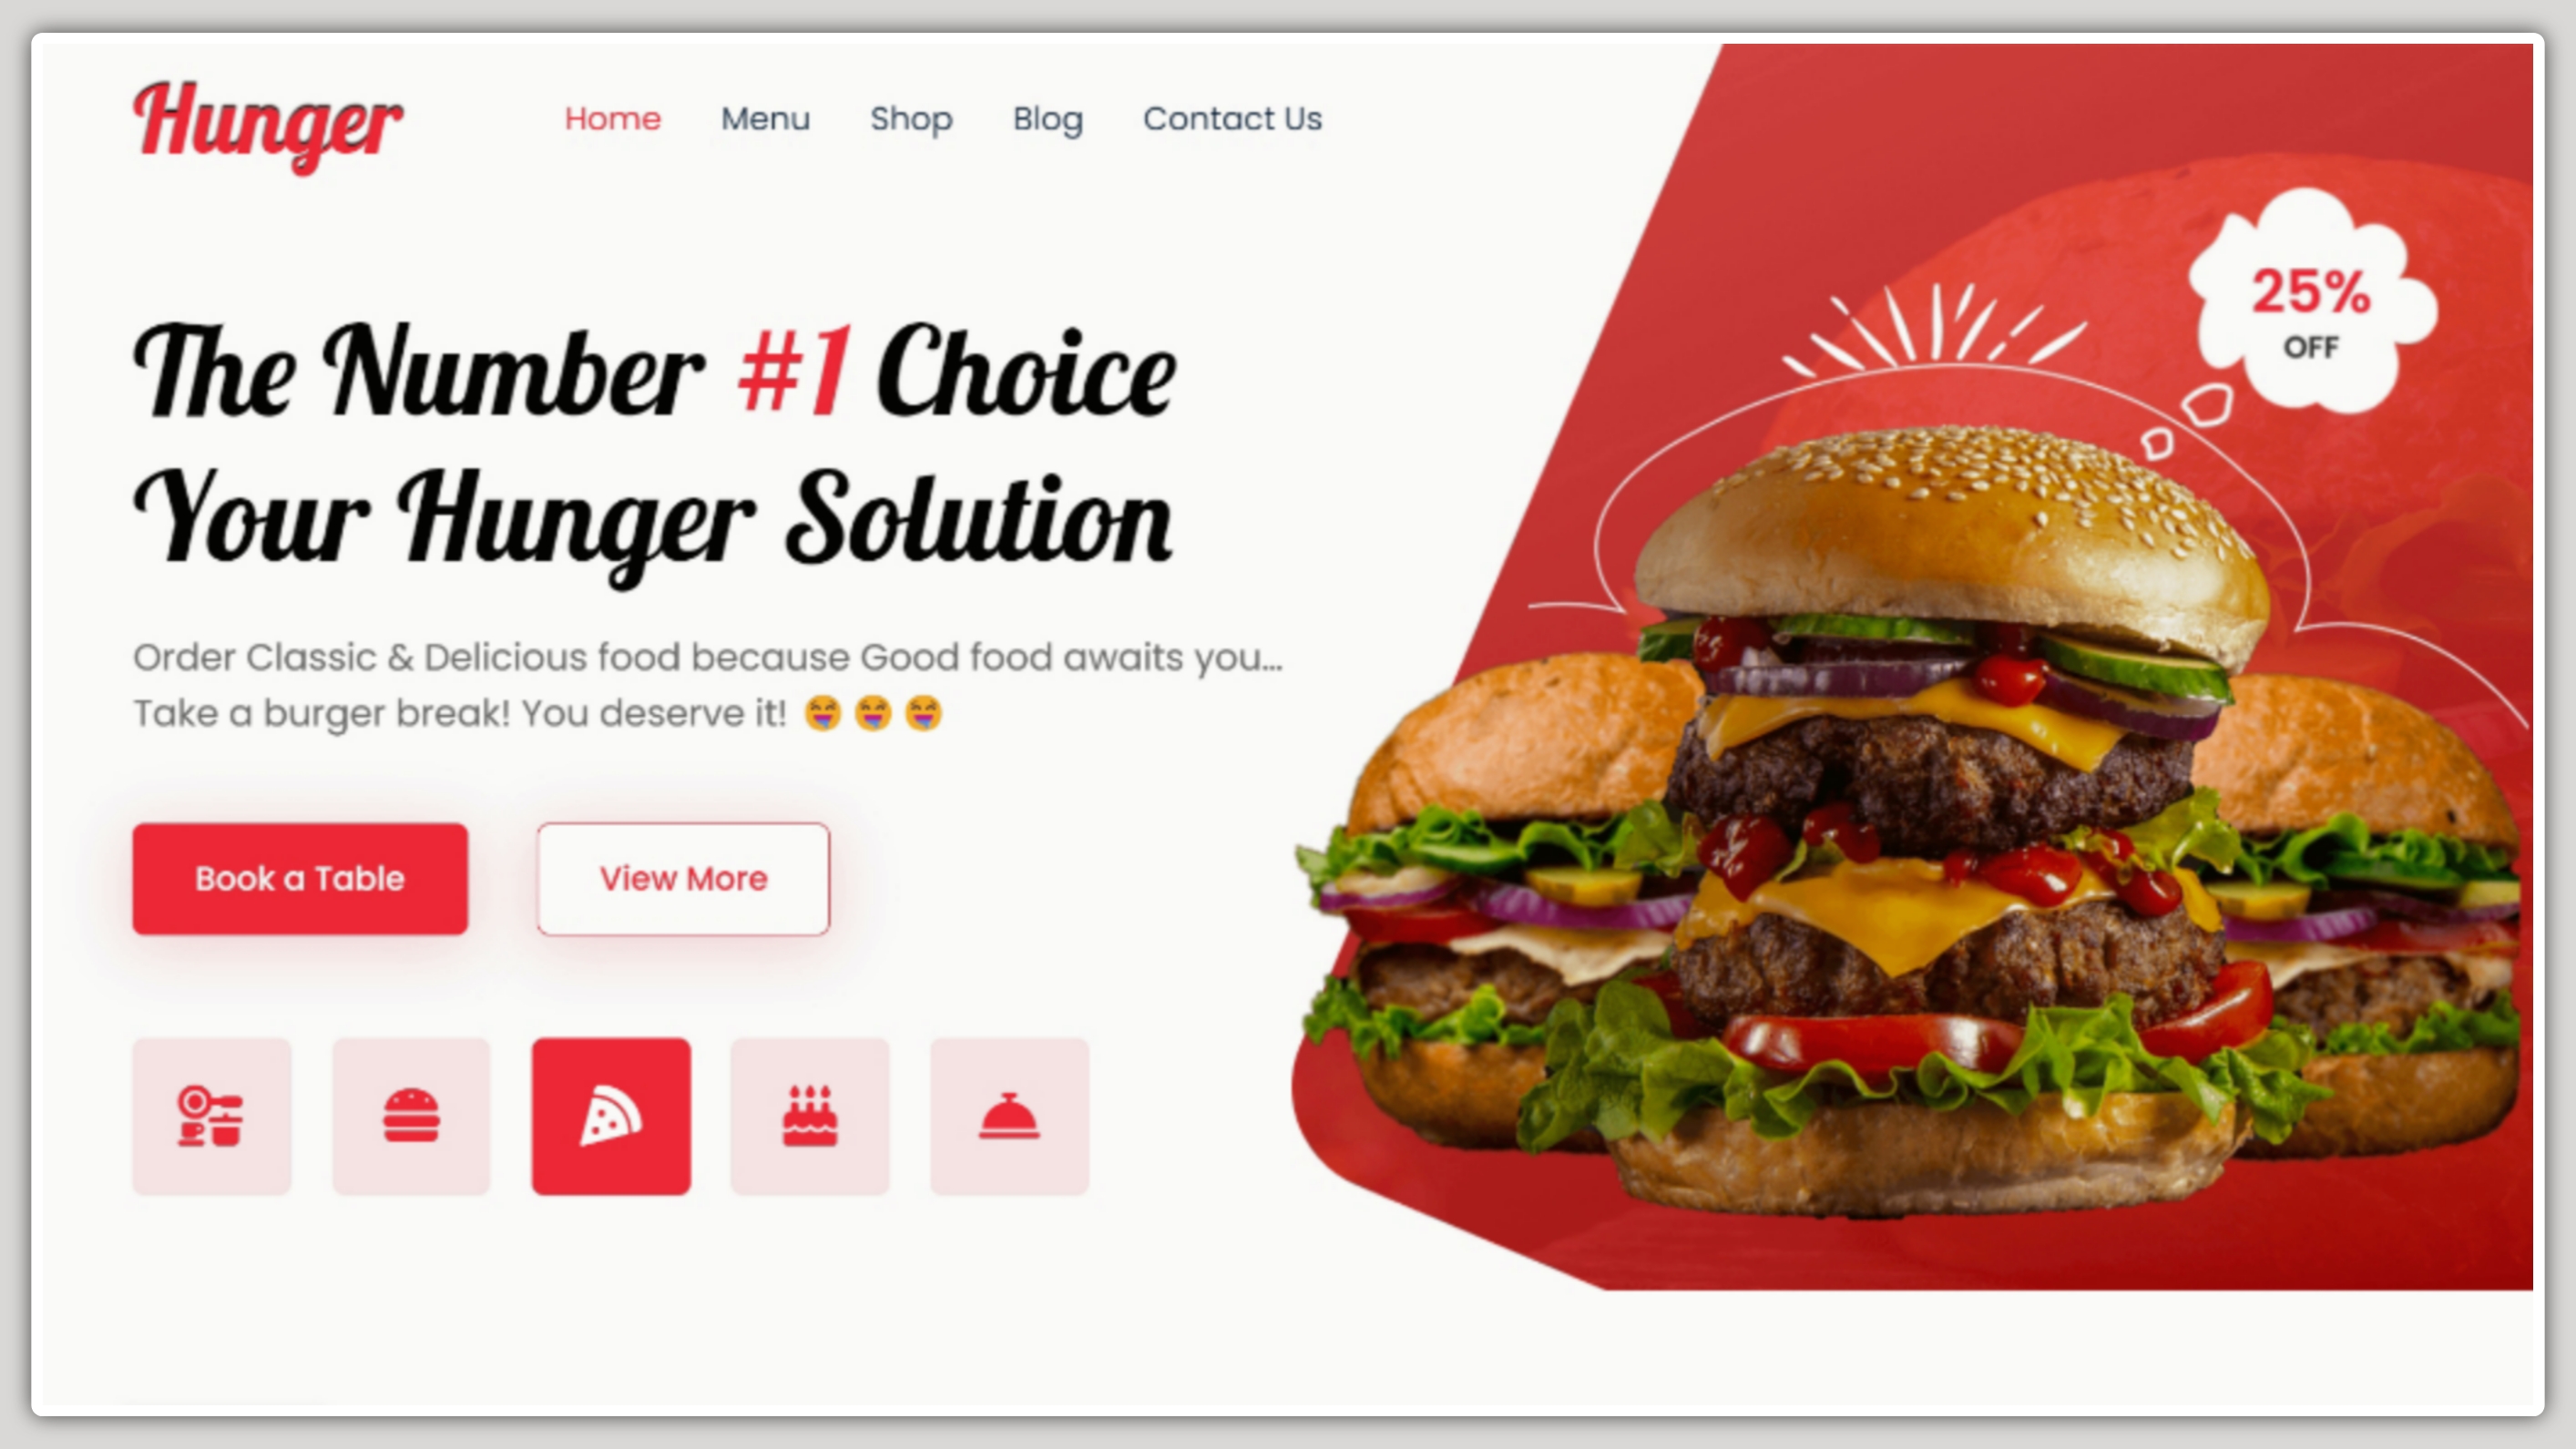 Hunger
Home Menu Shop Blog Contact Us
25%
OFF
The Number #1 Choice
Your Hunger Solution
Order Classic & Delicious food because Good food awaits you...
Take a burger break! You deserve it! 😝 😝 😝
Book a Table
View More